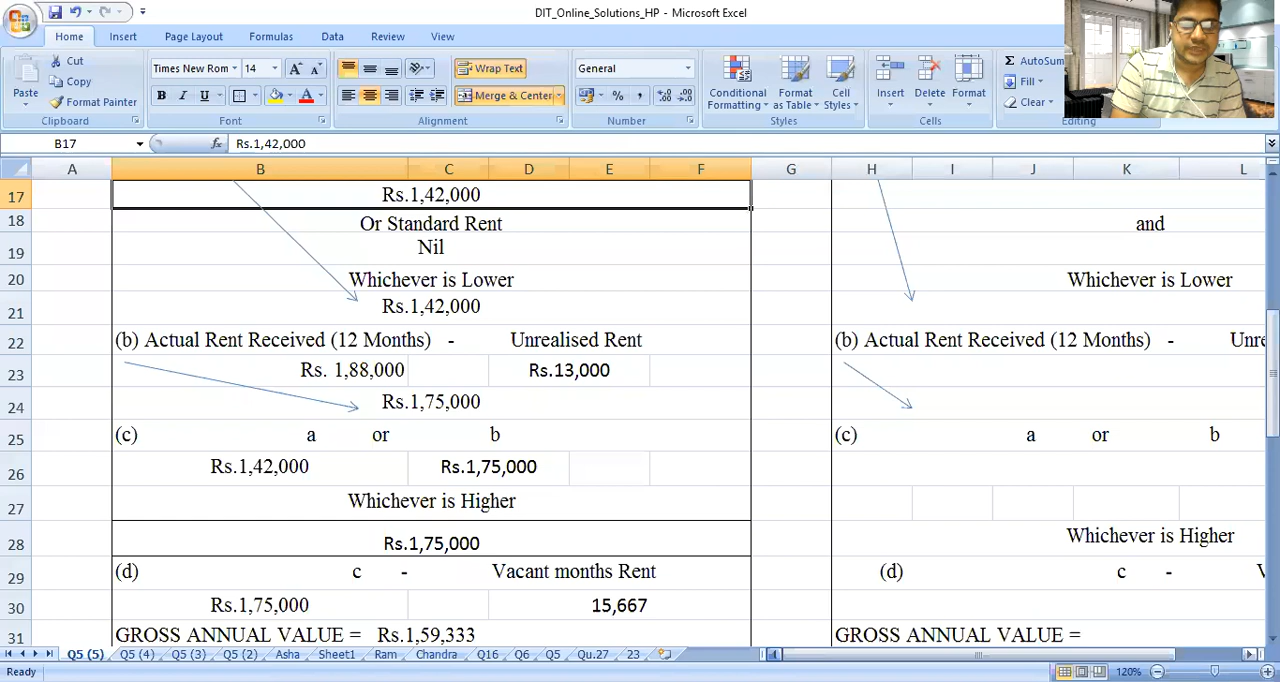 DIT_Online_Solutions_HP - Microsoft Excel
Home Insert Page Layout Formulas Data Review View
Cut
Copy
Format Painter
Paste
Clipboard
Times New Rom 14 A A
B I U A
Font
Wrap Text
Merge & Center
Alignment
General
% ,
Number
Conditional Formatting
Format as Table
Cell Styles
Styles
Insert Delete Format
Cells
Σ AutoSum
Fill
Clear
Editing
B17 fx Rs.1,42,000
A B C D E F G H I J K L
17 Rs.1,42,000
18 Or Standard Rent and
19 Nil
20 Whichever is Lower Whichever is Lower
21 Rs.1,42,000
22 (b) Actual Rent Received (12 Months) - Unrealised Rent (b) Actual Rent Received (12 Months) - Unre
23 Rs. 1,88,000 Rs.13,000
24 Rs.1,75,000
25 (c) a or b (c) a or b
26 Rs.1,42,000 Rs.1,75,000
27 Whichever is Higher
28 Rs.1,75,000 Whichever is Higher
29 (d) c - Vacant months Rent (d) c - V
30 Rs.1,75,000 15,667
31 GROSS ANNUAL VALUE = Rs.1,59,333 GROSS ANNUAL VALUE =
Q5 (5) Q5 (4) Q5 (3) Q5 (2) Asha Sheet1 Ram Chandra Q16 Q6 Q5 Qu.27 23
Ready 120%